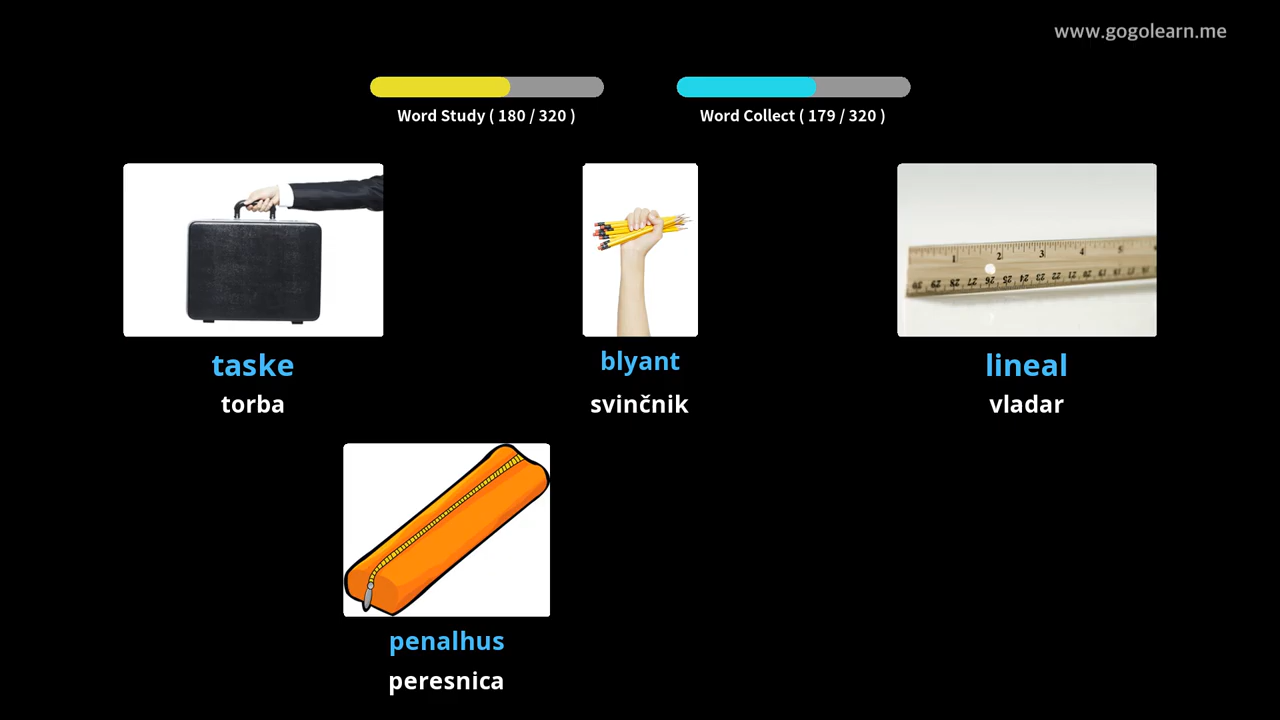 www.gogolearn.me
Word Study ( 180 / 320 )
Word Collect ( 179 / 320 )
taske
torba
blyant
svinčnik
lineal
vladar
penalhus
peresnica